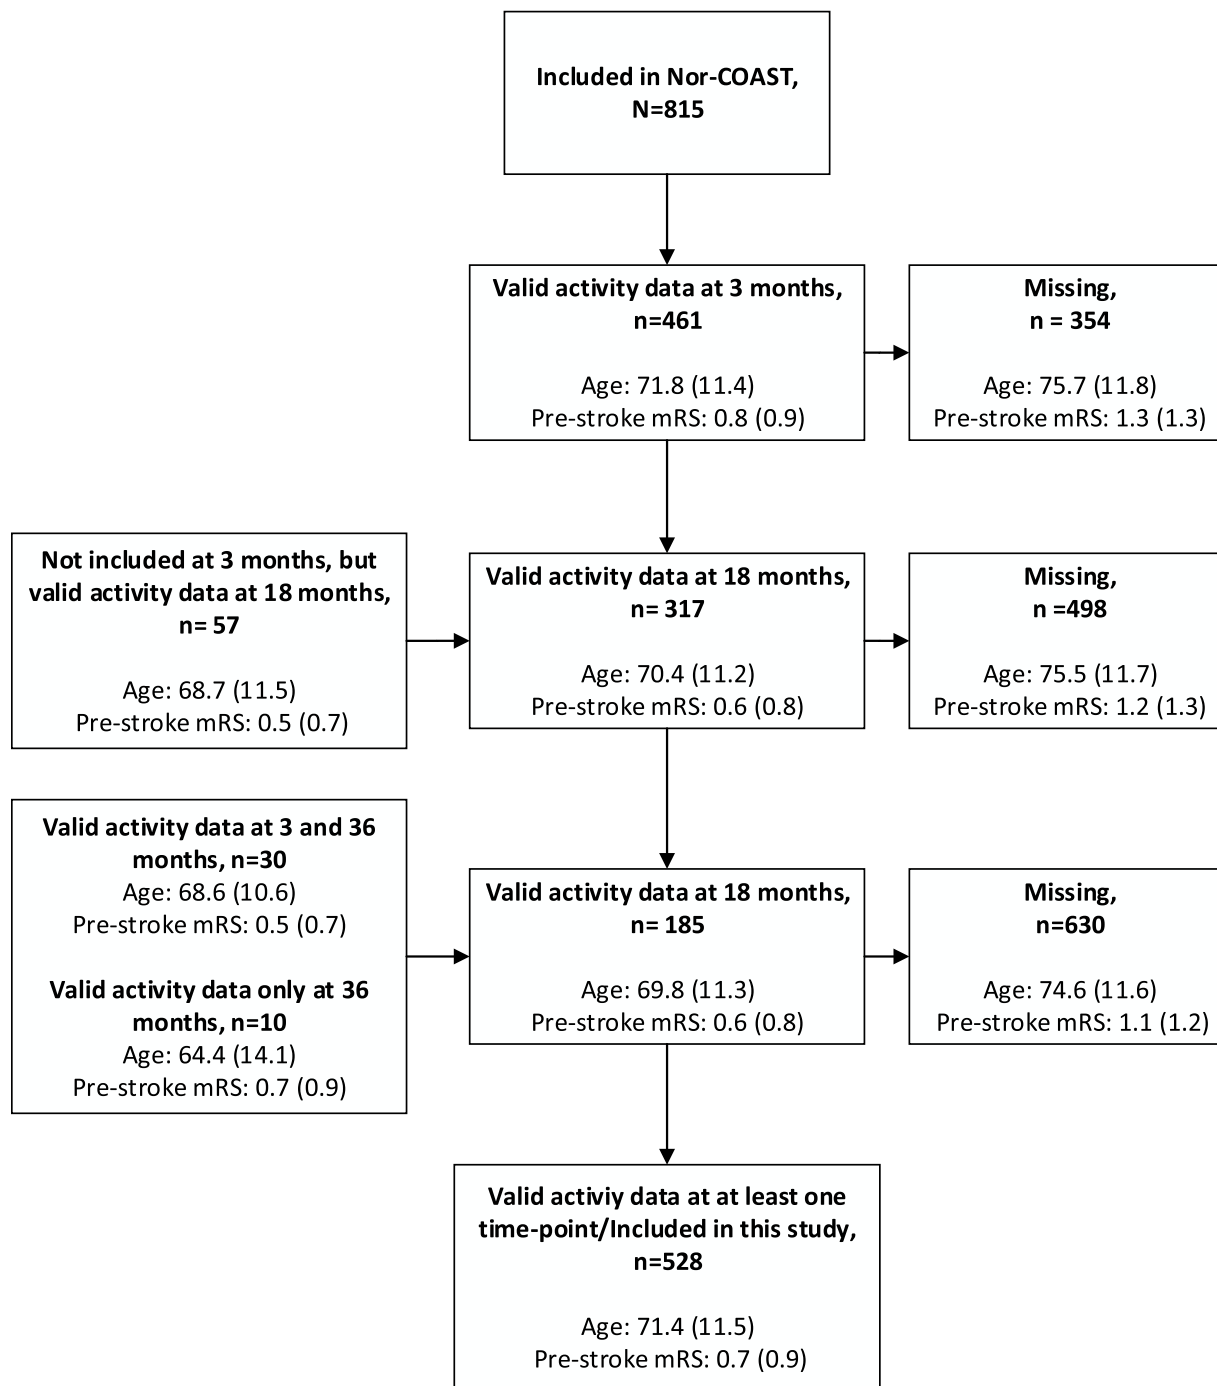 Included in Nor-COAST,
N=815
Valid activity data at 3 months,
n=461
Age: 71.8 (11.4)
Pre-stroke mRS: 0.8 (0.9)
Missing,
n = 354
Age: 75.7 (11.8)
Pre-stroke mRS: 1.3 (1.3)
Not included at 3 months, but
valid activity data at 18 months,
n= 57
Age: 68.7 (11.5)
Pre-stroke mRS: 0.5 (0.7)
Valid activity data at 18 months,
n= 317
Age: 70.4 (11.2)
Pre-stroke mRS: 0.6 (0.8)
Missing,
n =498
Age: 75.5 (11.7)
Pre-stroke mRS: 1.2 (1.3)
Valid activity data at 3 and 36
months, n=30
Age: 68.6 (10.6)
Pre-stroke mRS: 0.5 (0.7)
Valid activity data only at 36
months, n=10
Age: 64.4 (14.1)
Pre-stroke mRS: 0.7 (0.9)
Valid activity data at 18 months,
n= 185
Age: 69.8 (11.3)
Pre-stroke mRS: 0.6 (0.8)
Missing,
n=630
Age: 74.6 (11.6)
Pre-stroke mRS: 1.1 (1.2)
Valid activiy data at at least one
time-point/Included in this study,
n=528
Age: 71.4 (11.5)
Pre-stroke mRS: 0.7 (0.9)